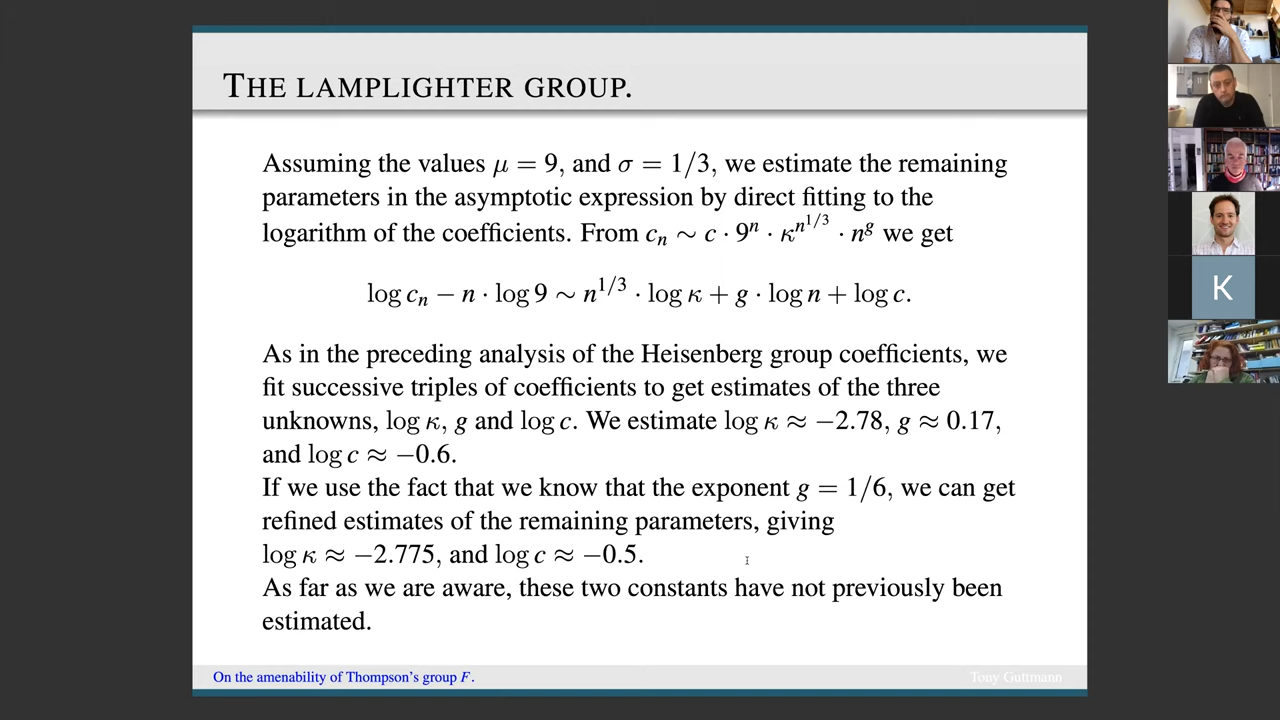 THE LAMPLIGHTER GROUP.
Assuming the values μ = 9, and σ = 1/3, we estimate the remaining
parameters in the asymptotic expression by direct fitting to the
logarithm of the coefficients. From cₙ ∼ c · 9ⁿ · κ^{n^{1/3}} · n^g we get
log cₙ − n · log 9 ∼ n^{1/3} · log κ + g · log n + log c.
As in the preceding analysis of the Heisenberg group coefficients, we
fit successive triples of coefficients to get estimates of the three
unknowns, log κ, g and log c. We estimate log κ ≈ −2.78, g ≈ 0.17,
and log c ≈ −0.6.
If we use the fact that we know that the exponent g = 1/6, we can get
refined estimates of the remaining parameters, giving
log κ ≈ −2.775, and log c ≈ −0.5.
As far as we are aware, these two constants have not previously been
estimated.
On the amenability of Thompson's group F.
Tony Guttmann
K